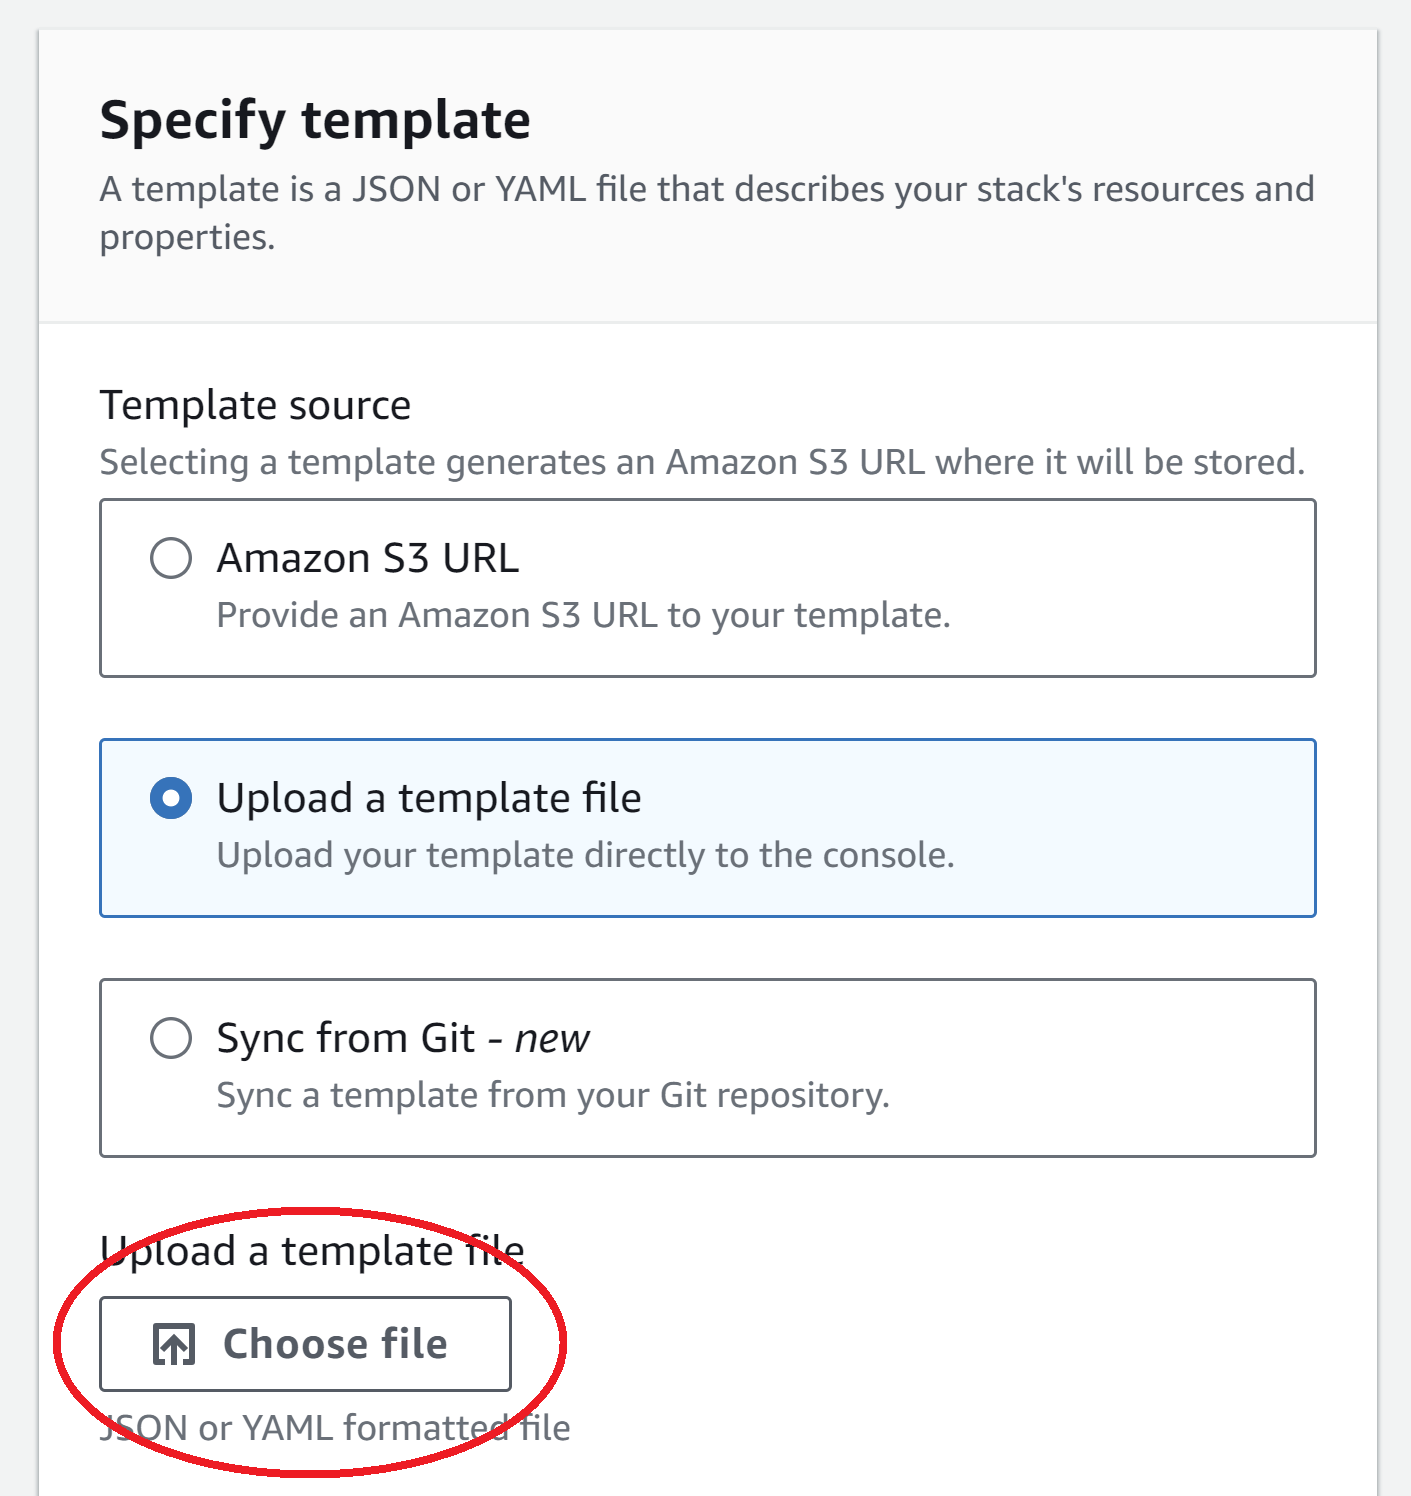 Specify template
A template is a JSON or YAML file that describes your stack's resources and
properties.
Template source
Selecting a template generates an Amazon S3 URL where it will be stored.
Amazon S3 URL
Provide an Amazon S3 URL to your template.
Upload a template file
Upload your template directly to the console.
Sync from Git - new
Sync a template from your Git repository.
Upload a template file
Choose file
JSON or YAML formatted file